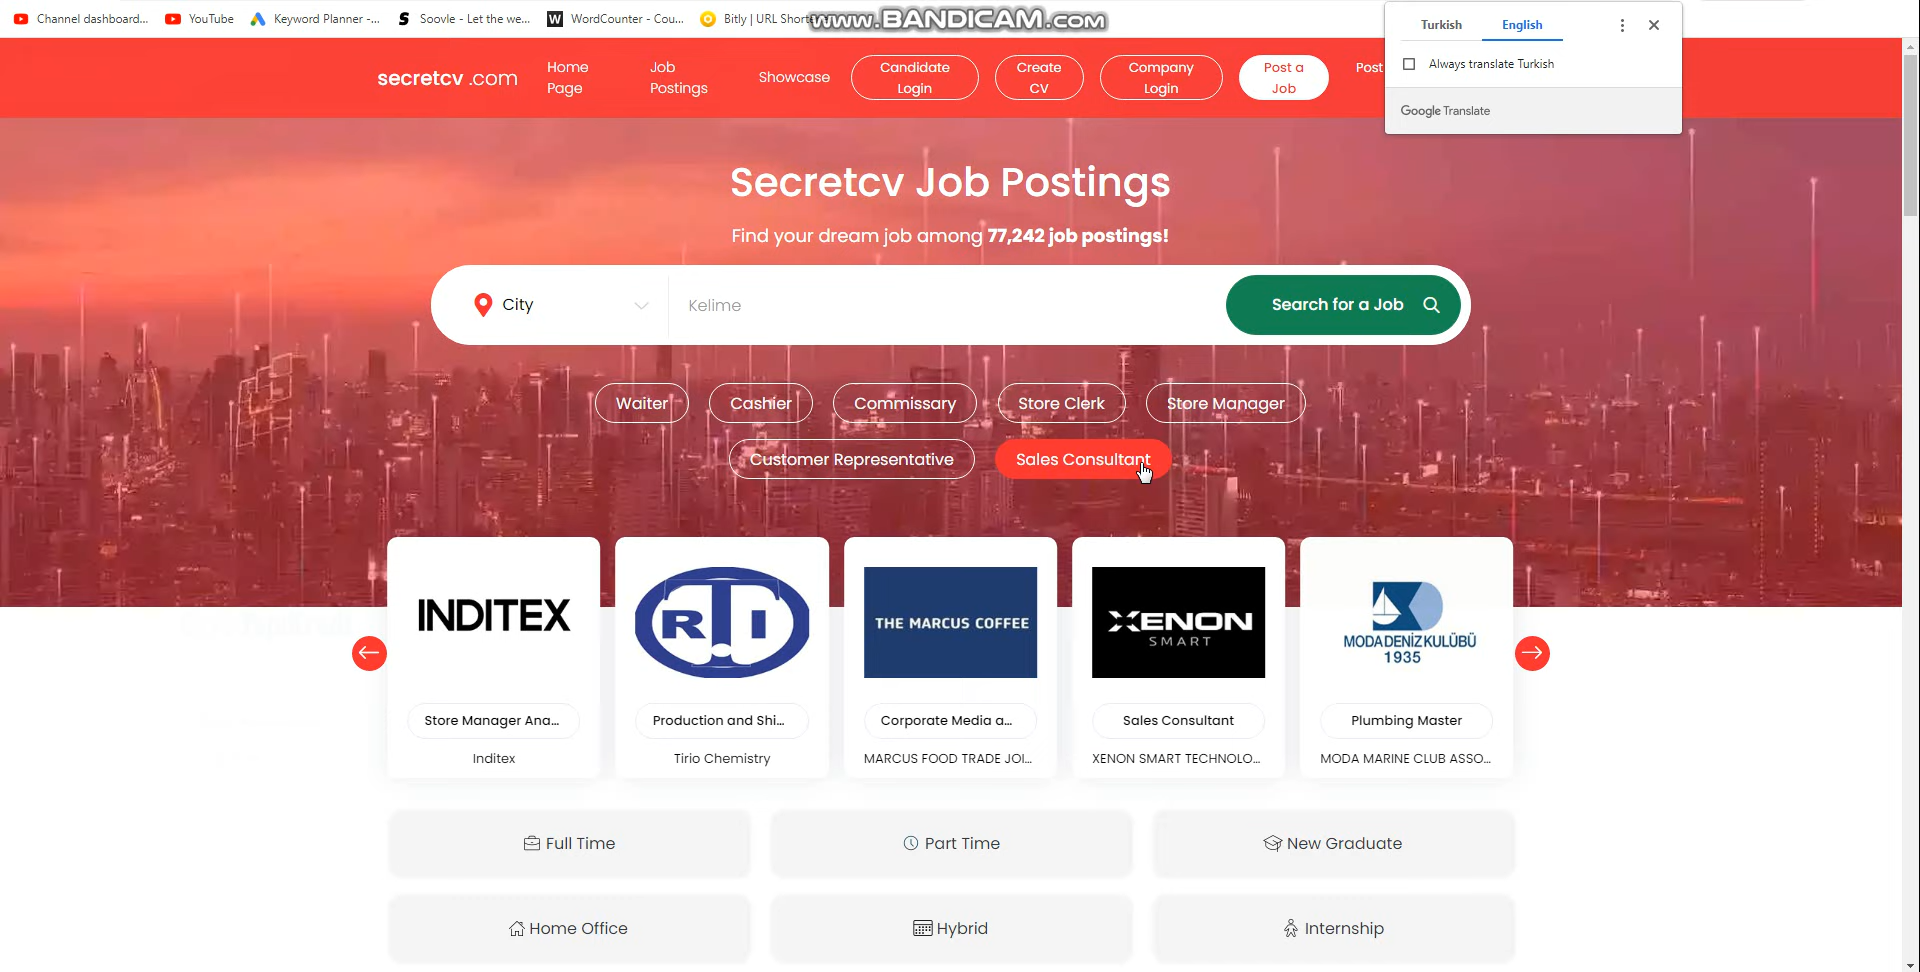 Channel dashboard...
YouTube
Keyword Planner -...
Soovle - Let the we...
WordCounter - Cou...
Bitly | URL Shorte
www.BANDICAM.com
Turkish
English
Always translate Turkish
Google Translate
secretcv .com
Home
Page
Job
Postings
Showcase
Candidate
Login
Create
CV
Company
Login
Post a
Job
Post
Secretcv Job Postings
Find your dream job among 77,242 job postings!
City
Kelime
Search for a Job
Waiter
Cashier
Commissary
Store Clerk
Store Manager
Customer Representative
Sales Consultant
INDITEX
RTI
THE MARCUS COFFEE
XENON
SMART
MODA DENİZ KULÜBÜ
1935
Store Manager Ana...
Production and Shi...
Corporate Media a...
Sales Consultant
Plumbing Master
Inditex
Tirio Chemistry
MARCUS FOOD TRADE JOI...
XENON SMART TECHNOLO...
MODA MARINE CLUB ASSO...
Full Time
Part Time
New Graduate
Home Office
Hybrid
Internship